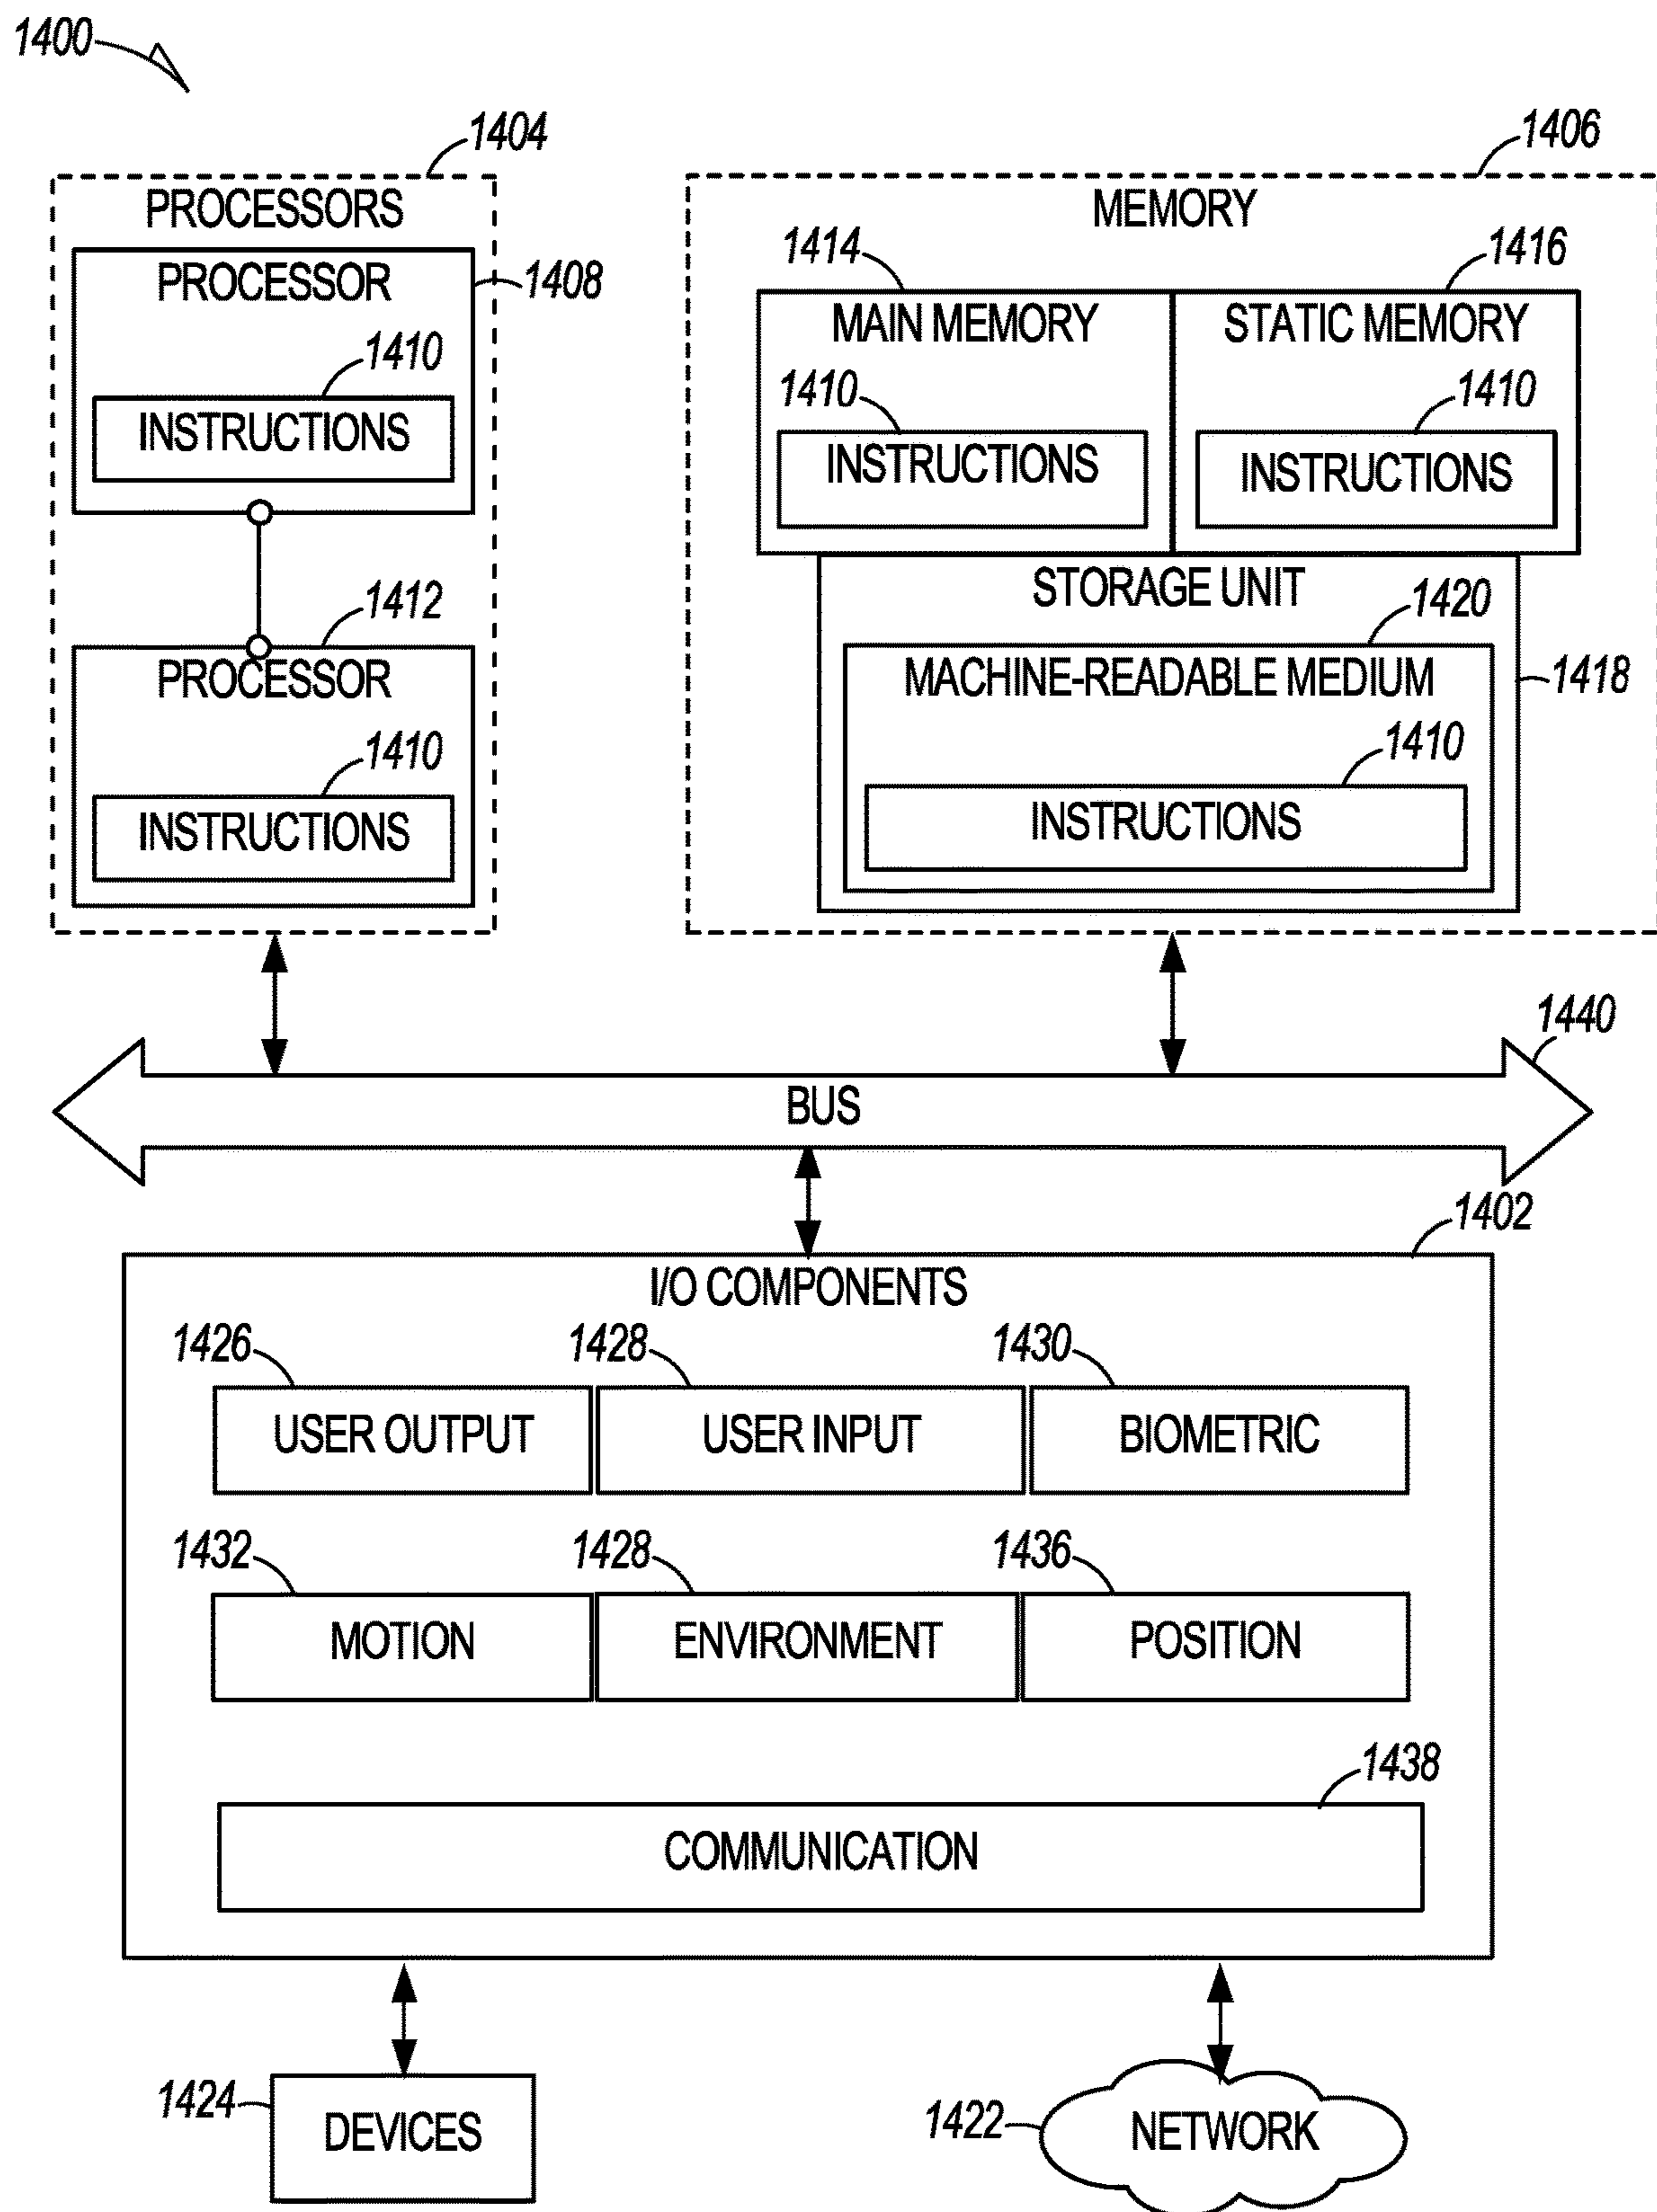 1400
1404
PROCESSORS
PROCESSOR
1408
1410
INSTRUCTIONS
1412
PROCESSOR
1410
INSTRUCTIONS
1406
MEMORY
1414
1416
MAIN MEMORY
STATIC MEMORY
1410
1410
INSTRUCTIONS
INSTRUCTIONS
STORAGE UNIT
1420
MACHINE-READABLE MEDIUM
1418
1410
INSTRUCTIONS
1440
BUS
1402
I/O COMPONENTS
1426
1428
1430
USER OUTPUT
USER INPUT
BIOMETRIC
1432
1428
1436
MOTION
ENVIRONMENT
POSITION
1438
COMMUNICATION
1424
DEVICES
1422
NETWORK